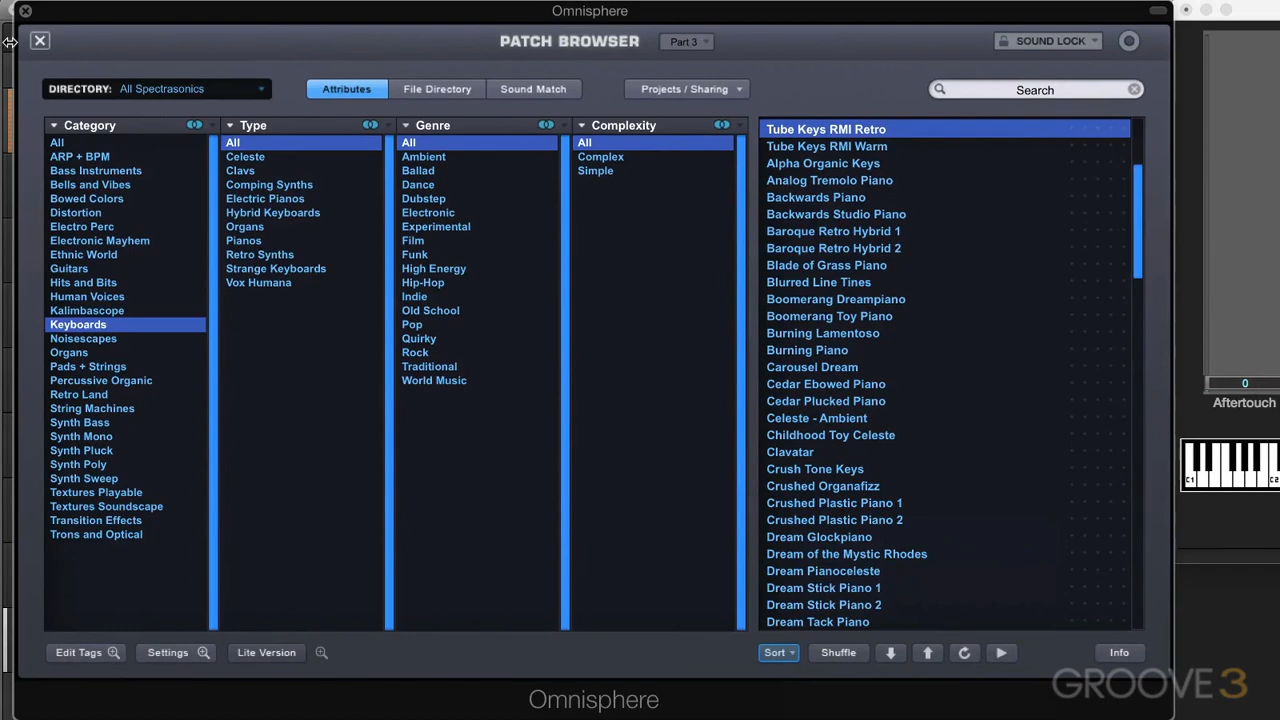 Omnisphere
PATCH BROWSER
Part 3
SOUND LOCK
DIRECTORY: All Spectrasonics
Attributes
File Directory
Sound Match
Projects / Sharing
Search
Category
All
ARP + BPM
Bass Instruments
Bells and Vibes
Bowed Colors
Distortion
Electro Perc
Electronic Mayhem
Ethnic World
Guitars
Hits and Bits
Human Voices
Kalimbascope
Keyboards
Noisescapes
Organs
Pads + Strings
Percussive Organic
Retro Land
String Machines
Synth Bass
Synth Mono
Synth Pluck
Synth Poly
Synth Sweep
Textures Playable
Textures Soundscape
Transition Effects
Trons and Optical
Type
All
Celeste
Clavs
Comping Synths
Electric Pianos
Hybrid Keyboards
Organs
Pianos
Retro Synths
Strange Keyboards
Vox Humana
Genre
All
Ambient
Ballad
Dance
Dubstep
Electronic
Experimental
Film
Funk
High Energy
Hip-Hop
Indie
Old School
Pop
Quirky
Rock
Traditional
World Music
Complexity
All
Complex
Simple
Tube Keys RMI Retro
Tube Keys RMI Warm
Alpha Organic Keys
Analog Tremolo Piano
Backwards Piano
Backwards Studio Piano
Baroque Retro Hybrid 1
Baroque Retro Hybrid 2
Blade of Grass Piano
Blurred Line Tines
Boomerang Dreampiano
Boomerang Toy Piano
Burning Lamentoso
Burning Piano
Carousel Dream
Cedar Ebowed Piano
Cedar Plucked Piano
Celeste - Ambient
Childhood Toy Celeste
Clavatar
Crush Tone Keys
Crushed Organafizz
Crushed Plastic Piano 1
Crushed Plastic Piano 2
Dream Glockpiano
Dream of the Mystic Rhodes
Dream Pianoceleste
Dream Stick Piano 1
Dream Stick Piano 2
Dream Tack Piano
0
Aftertouch
C1
C2
Edit Tags
Settings
Lite Version
Sort
Shuffle
Info
Omnisphere
GROOVE3